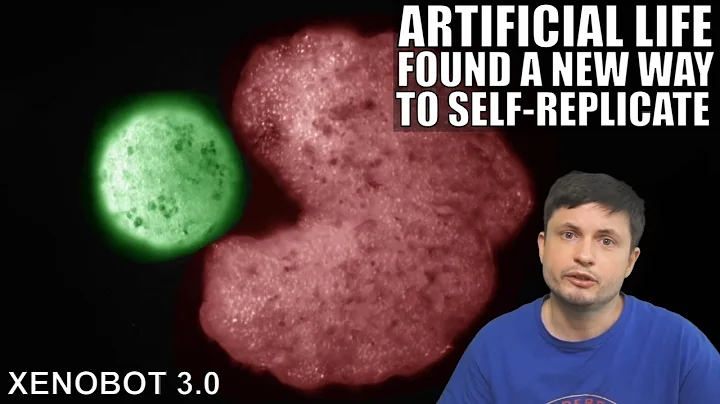 ARTIFICIAL LIFE
FOUND A NEW WAY
TO SELF-REPLICATE
XENOBOT 3.0